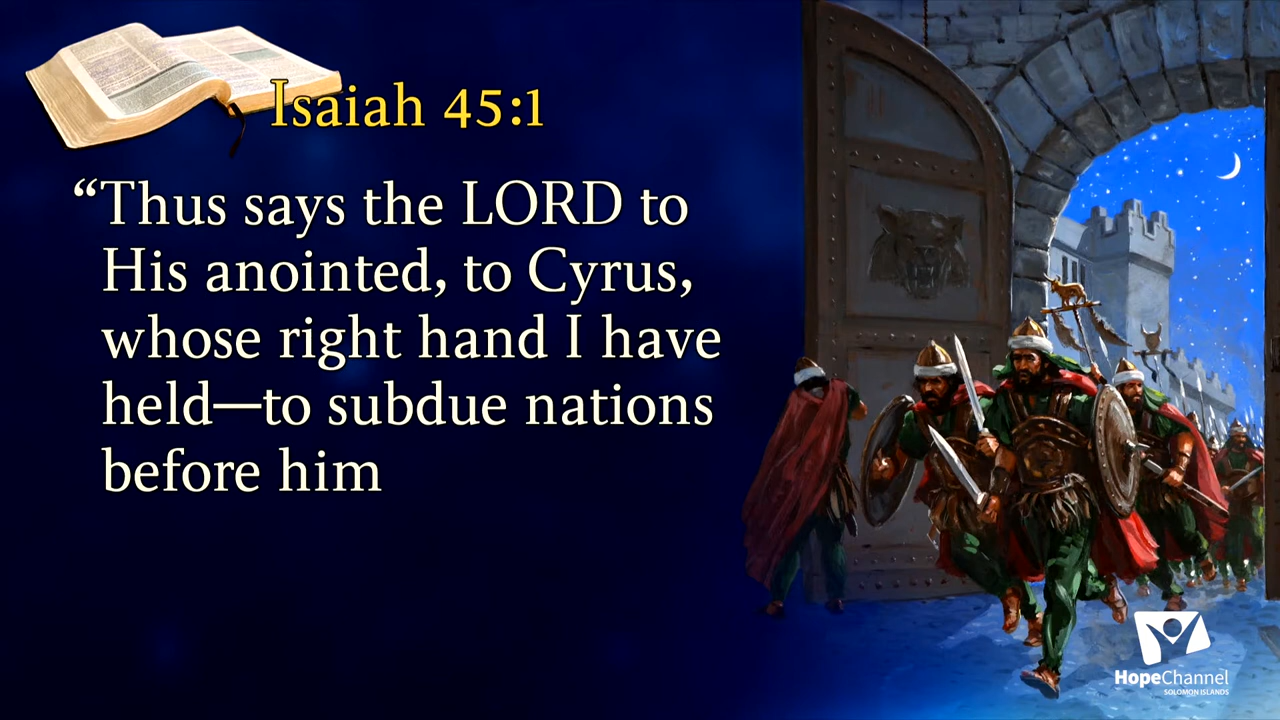 Isaiah 45:1
“Thus says the LORD to
His anointed, to Cyrus,
whose right hand I have
held—to subdue nations
before him
HopeChannel
SOLOMON ISLANDS